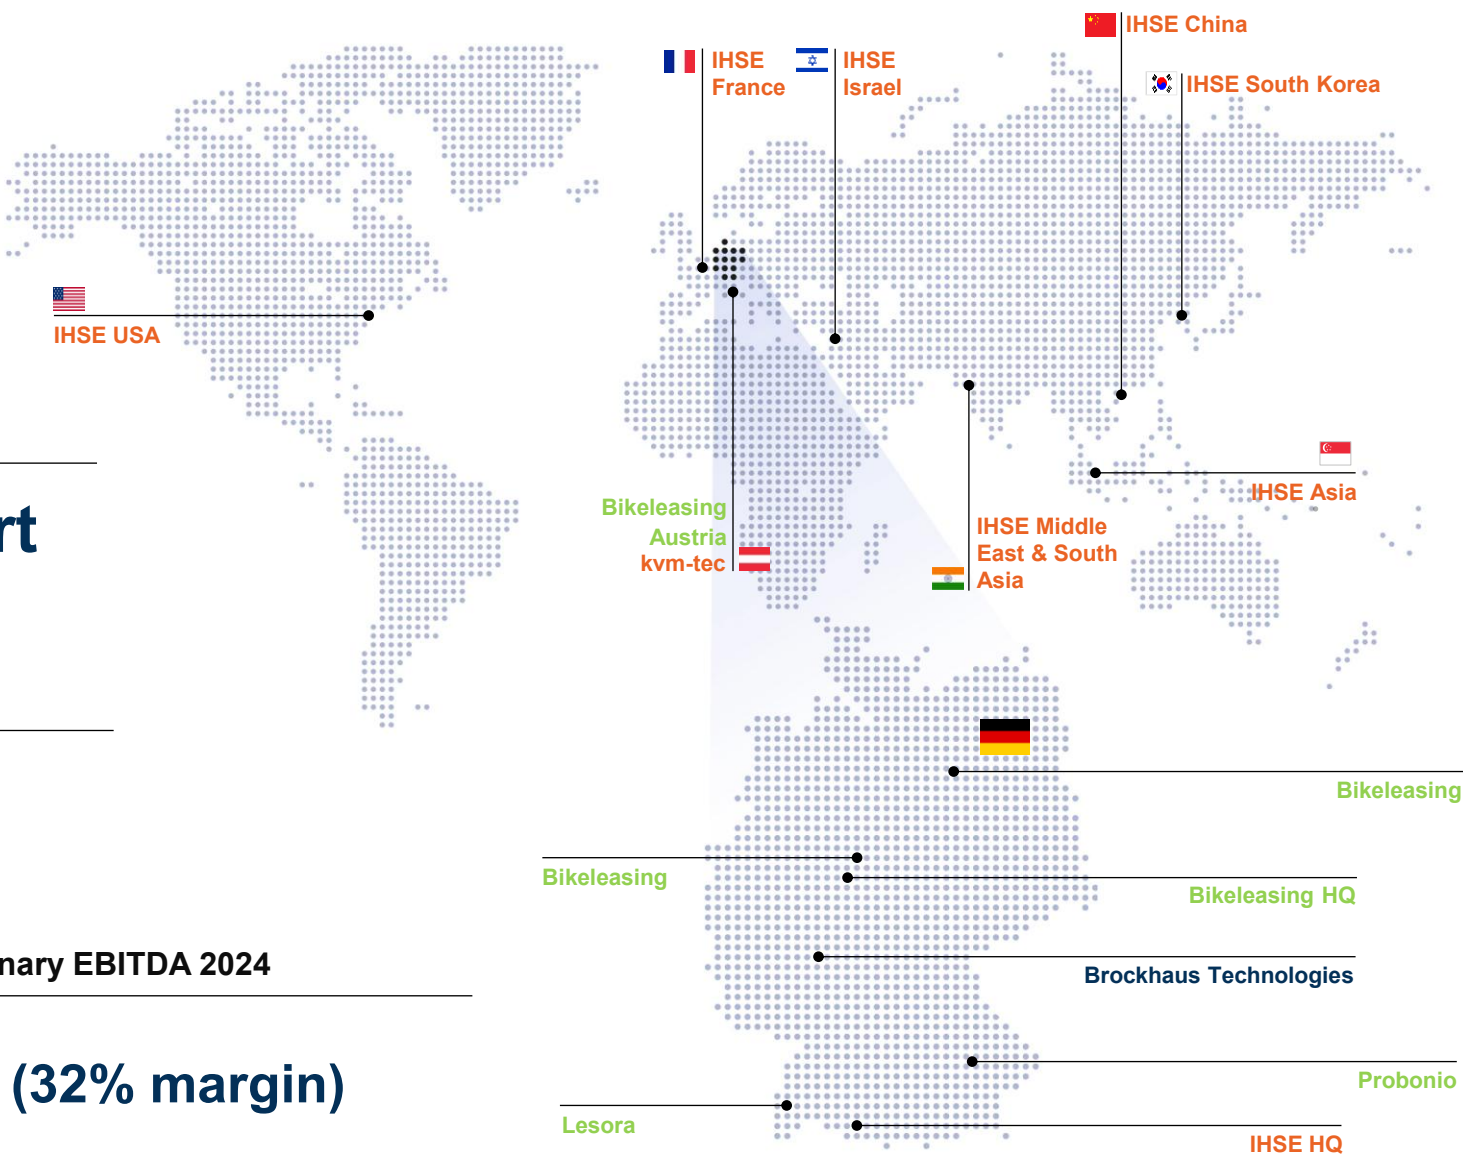 IHSE China
IHSE
France
IHSE
Israel
IHSE South Korea
IHSE USA
rt
Bikeleasing
Austria
kvm-tec
IHSE Middle
East & South
Asia
IHSE Asia
Bikeleasing
Bikeleasing
Bikeleasing HQ
nary EBITDA 2024
Brockhaus Technologies
(32% margin)
Probonio
Lesora
IHSE HQ